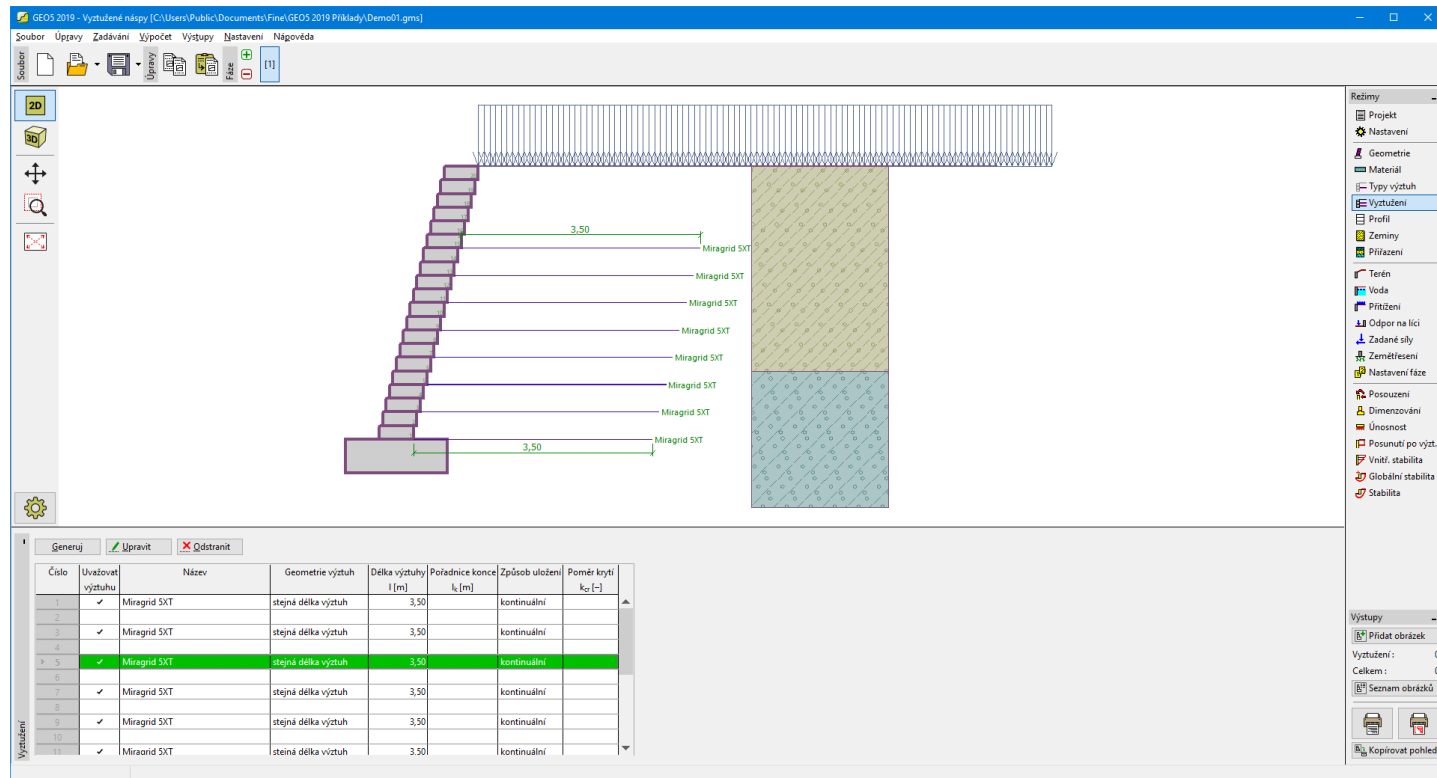 GEO5 2019 - Vyztužené náspy [C:\Users\Public\Documents\Fine\GEO5 2019 Příklady\Demo01.gms]
Soubor Úpravy Zadávání Výpočet Výstupy Nastavení Nápověda
Soubor
Úpravy
Fáze
[1]
2D
3D
3,50
Miragrid 5XT
Miragrid 5XT
Miragrid 5XT
Miragrid 5XT
Miragrid 5XT
Miragrid 5XT
Miragrid 5XT
Miragrid 5XT
3,50
Režimy
Projekt
Nastavení
Geometrie
Materiál
Typy výztuh
Vyztužení
Profil
Zeminy
Přiřazení
Terén
Voda
Přitížení
Odpor na líci
Zadané síly
Zemětřesení
Nastavení fáze
Posouzení
Dimenzování
Únosnost
Posunutí po výzt.
Vnitř. stabilita
Globální stabilita
Stabilita
Generuj Upravit Odstranit
Číslo Uvažovat výztuhu Název Geometrie výztuh Délka výztuhy l [m] Pořadnice konce lk [m] Způsob uložení Poměr krytí kcr [–]
1 Miragrid 5XT stejná délka výztuh 3,50 kontinuální
2
3 Miragrid 5XT stejná délka výztuh 3,50 kontinuální
4
5 Miragrid 5XT stejná délka výztuh 3,50 kontinuální
6
7 Miragrid 5XT stejná délka výztuh 3,50 kontinuální
8
9 Miragrid 5XT stejná délka výztuh 3,50 kontinuální
10
11 Miragrid 5XT stejná délka výztuh 3,50 kontinuální
Vyztužení
Výstupy
Přidat obrázek
Vyztužení :
Celkem :
Seznam obrázků
Kopírovat pohled